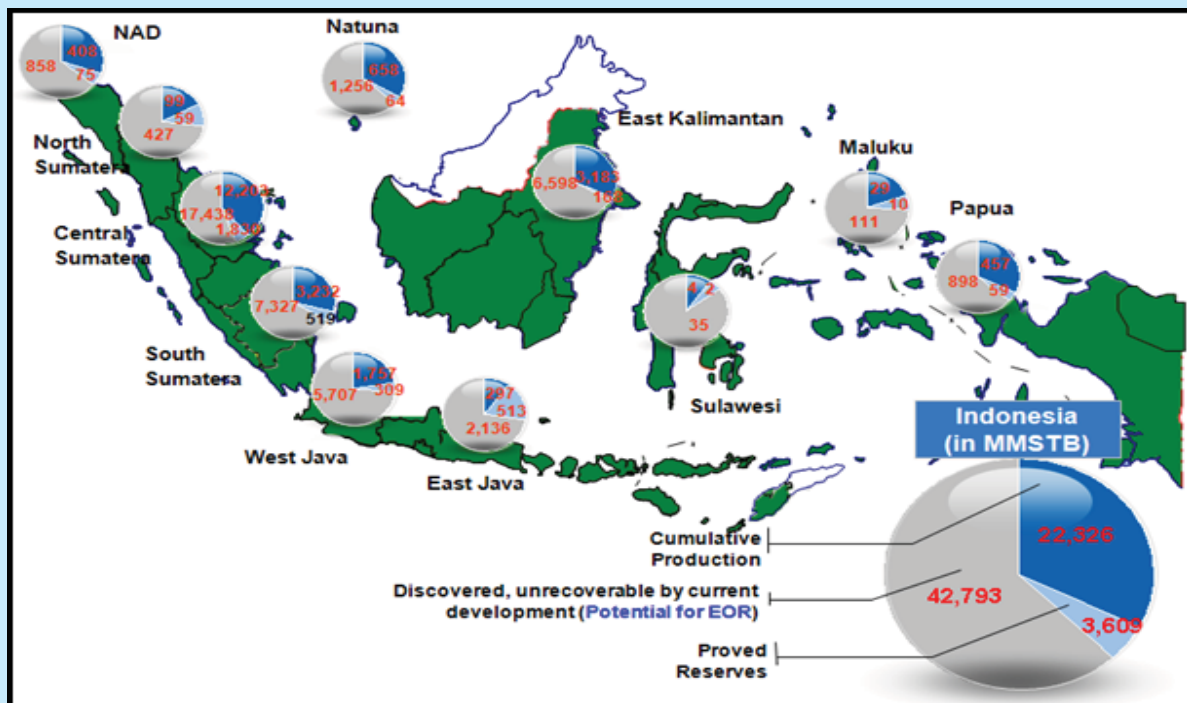 NAD
408
858
75
Natuna
658
1,256
64
99
59
427
North
Sumatera
East Kalimantan
6,598
3,183
168
Maluku
29
10
111
12,203
17,438
1,830
Central
Sumatera
Papua
457
898
59
3,232
7,327
519
South
Sumatera
4
2
35
Sulawesi
1,757
5,707
309
West Java
297
513
2,136
East Java
Indonesia
(in MMSTB)
22,326
42,793
3,609
Cumulative
Production
Discovered, unrecoverable by current
development (Potential for EOR)
Proved
Reserves